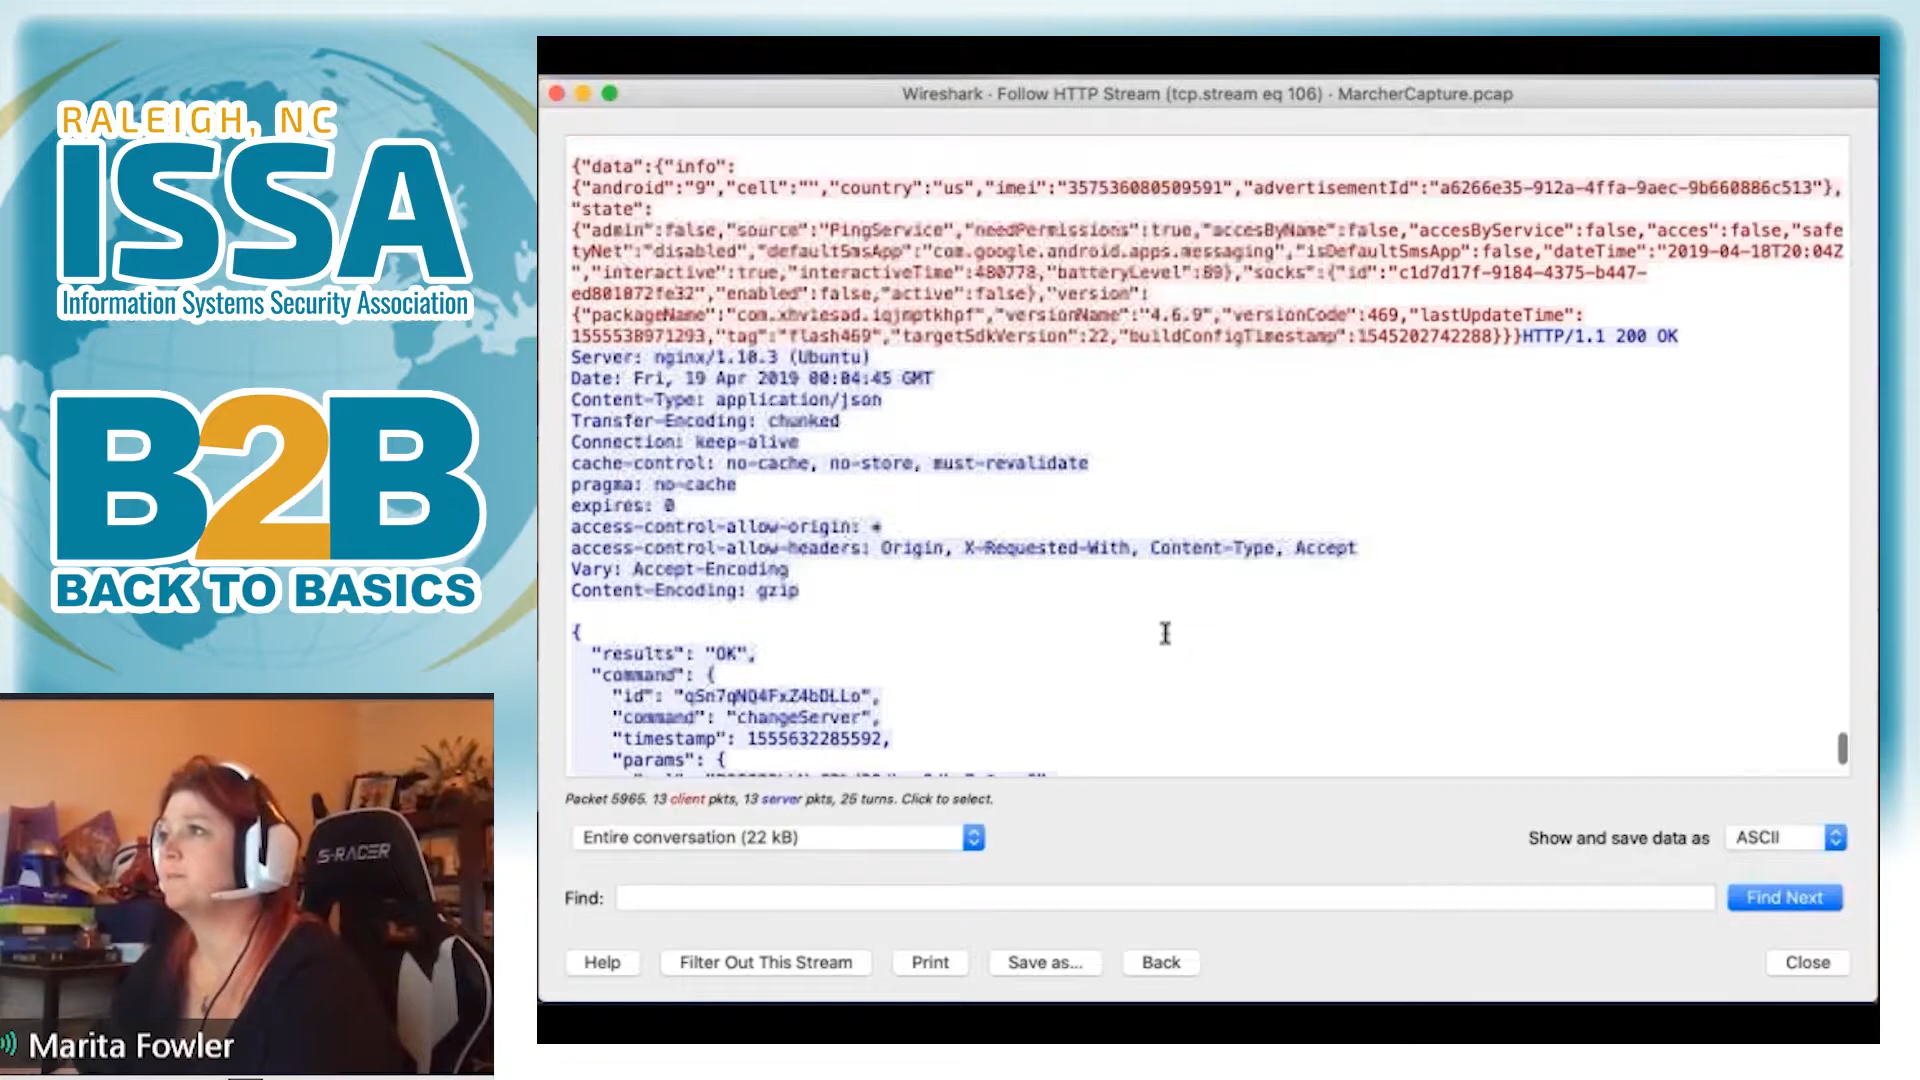 RALEIGH, NC
ISSA
Information Systems Security Association
B2B
BACK TO BASICS
S-RACER
Marita Fowler
Wireshark · Follow HTTP Stream (tcp.stream eq 106) · MarcherCapture.pcap
{"data":{"info":
{"android":"9","cell":"","country":"us","imei":"357536080509591","advertisementId":"a6266e35-912a-4ffa-9aec-9b660886c513"},
"state":
{"admin":false,"source":"PingService","needPermissions":true,"accesByName":false,"accesByService":false,"acces":false,"safe
tyNet":"disabled","defaultSmsApp":"com.google.android.apps.messaging","isDefaultSmsApp":false,"dateTime":"2019-04-18T20:04Z
","interactive":true,"interactiveTime":480778,"batteryLevel":89},"socks":{"id":"c1d7d17f-9184-4375-b447-
ed801072fe32","enabled":false,"active":false},"version":
{"packageName":"com.xhviesad.iqjmptkhpf","versionName":"4.6.9","versionCode":469,"lastUpdateTime":
1555538971293,"tag":"flash469","targetSdkVersion":22,"buildConfigTimestamp":1545202742288}}}HTTP/1.1 200 OK
Server: nginx/1.10.3 (Ubuntu)
Date: Fri, 19 Apr 2019 00:04:45 GMT
Content-Type: application/json
Transfer-Encoding: chunked
Connection: keep-alive
cache-control: no-cache, no-store, must-revalidate
pragma: no-cache
expires: 0
access-control-allow-origin: *
access-control-allow-headers: Origin, X-Requested-With, Content-Type, Accept
Vary: Accept-Encoding
Content-Encoding: gzip
{
"results": "OK",
"command": {
"id": "qSn7qNQ4FxZ4bDLLo",
"command": "changeServer",
"timestamp": 1555632285592,
"params": {
Packet 5965. 13 client pkts, 13 server pkts, 25 turns. Click to select.
Entire conversation (22 kB)
Show and save data as ASCII
Find:
Find Next
Help
Filter Out This Stream
Print
Save as...
Back
Close